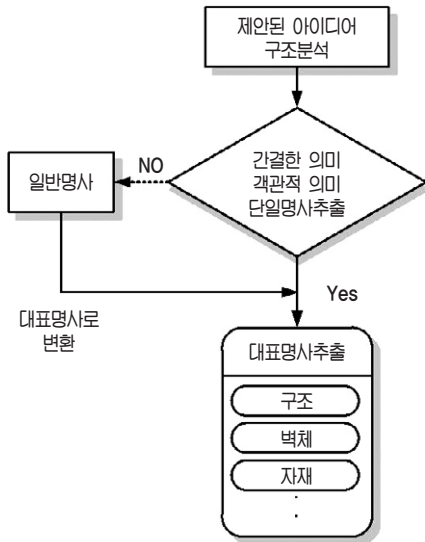 제안된 아이디어
구조분석
간결한 의미
객관적 의미
단일명사추출
NO
일반명사
Yes
대표명사로
변환
대표명사추출
구조
벽체
자재